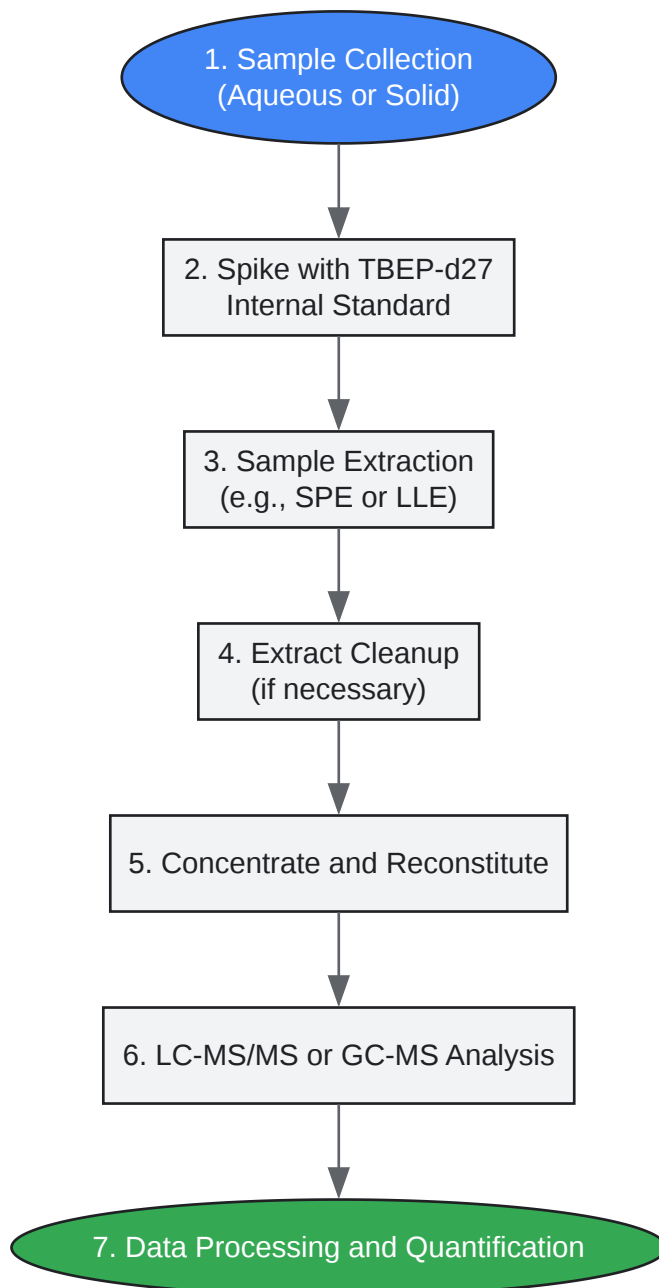 1. Sample Collection
(Aqueous or Solid)
2. Spike with TBEP-d27
Internal Standard
3. Sample Extraction
(e.g., SPE or LLE)
4. Extract Cleanup
(if necessary)
5. Concentrate and Reconstitute
6. LC-MS/MS or GC-MS Analysis
7. Data Processing and Quantification